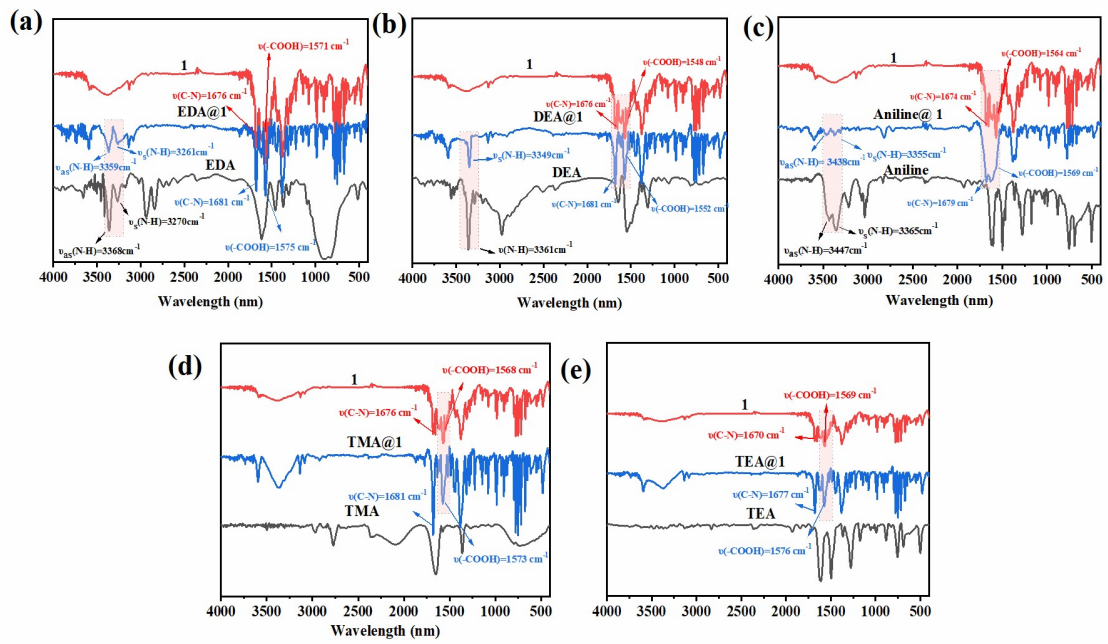 (a)
υ(-COOH)=1571 cm⁻¹
1
υ(C-N)=1676 cm⁻¹
EDA@1
υas(N-H)=3359cm⁻¹
υs(N-H)=3261cm⁻¹
EDA
υ(C-N)=1681 cm⁻¹
υs(N-H)=3270cm⁻¹
υas(N-H)=3368cm⁻¹
υ(-COOH)=1575 cm⁻¹
4000 3500 3000 2500 2000 1500 1000 500
Wavelength (nm)
(b)
υ(-COOH)=1548 cm⁻¹
1
υ(C-N)=1676 cm⁻¹
DEA@1
υs(N-H)=3349cm⁻¹
DEA
υ(C-N)=1681 cm⁻¹
υ(-COOH)=1552 cm⁻¹
υ(N-H)=3361cm⁻¹
4000 3500 3000 2500 2000 1500 1000 500
Wavelength (nm)
(c)
υ(-COOH)=1564 cm⁻¹
1
υ(C-N)=1674 cm⁻¹
Aniline@ 1
υas(N-H)= 3438cm⁻¹
υs(N-H)=3355cm⁻¹
Aniline
υ(-COOH)=1569 cm⁻¹
υ(C-N)=1679 cm⁻¹
υs(N-H)=3365cm⁻¹
υas(N-H)=3447cm⁻¹
4000 3500 3000 2500 2000 1500 1000 500
Wavelength (nm)
(d)
υ(-COOH)=1568 cm⁻¹
1
υ(C-N)=1676 cm⁻¹
TMA@1
υ(C-N)=1681 cm⁻¹
TMA
υ(-COOH)=1573 cm⁻¹
4000 3500 3000 2500 2000 1500 1000 500
Wavelength (nm)
(e)
υ(-COOH)=1569 cm⁻¹
1
υ(C-N)=1670 cm⁻¹
TEA@1
υ(C-N)=1677 cm⁻¹
TEA
υ(-COOH)=1576 cm⁻¹
4000 3500 3000 2500 2000 1500 1000 500
Wavelength (nm)